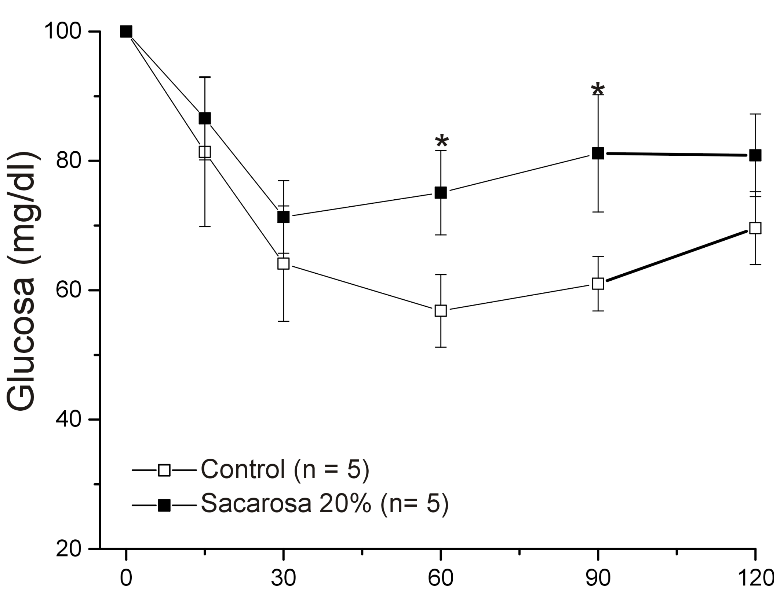 Glucosa (mg/dl)
100
80
60
40
20
*
*
Control (n = 5)
Sacarosa 20% (n= 5)
0 30 60 90 120